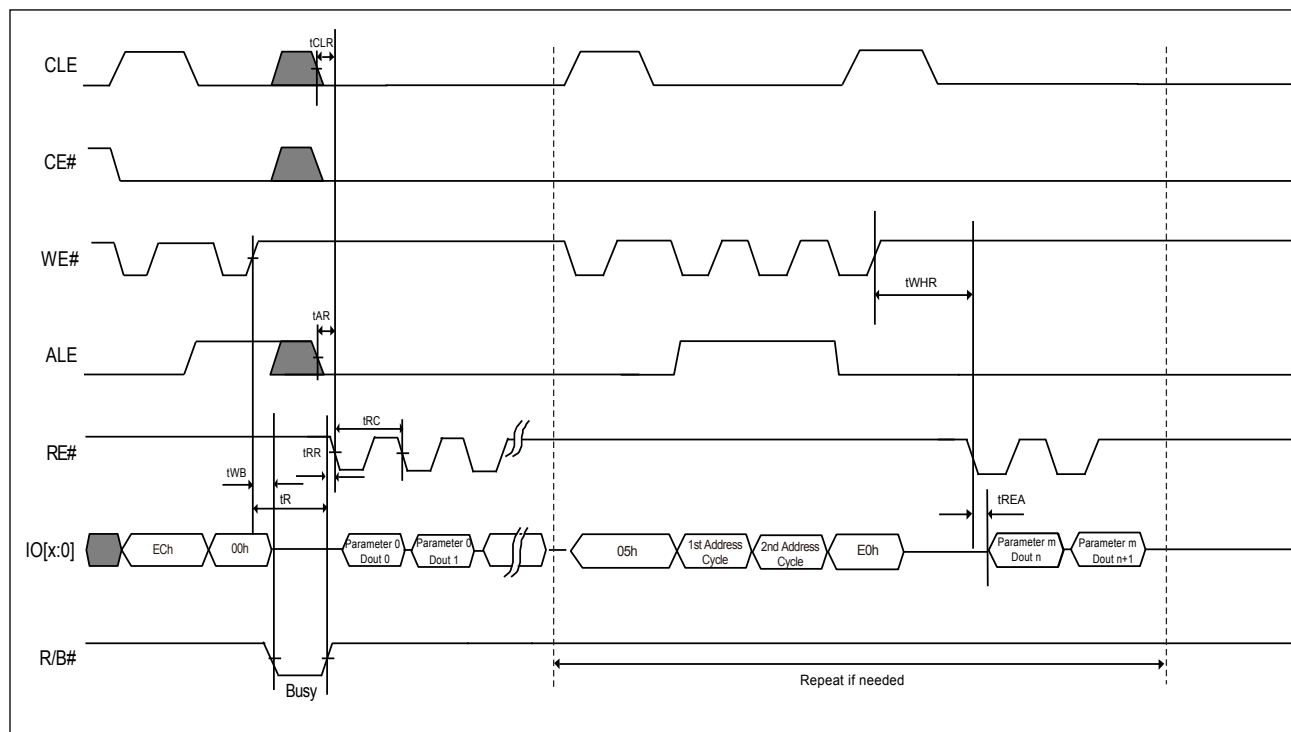 tCLR
CLE
CE#
WE#
tWHR
tAR
ALE
tRC
RE#
tRR
tWB
tR
tREA
IO[x:0]
ECh
00h
Parameter 0
Dout 0
Parameter 0
Dout 1
05h
1st Address
Cycle
2nd Address
Cycle
E0h
Parameter m
Dout n
Parameter m
Dout n+1
R/B#
Busy
Repeat if needed